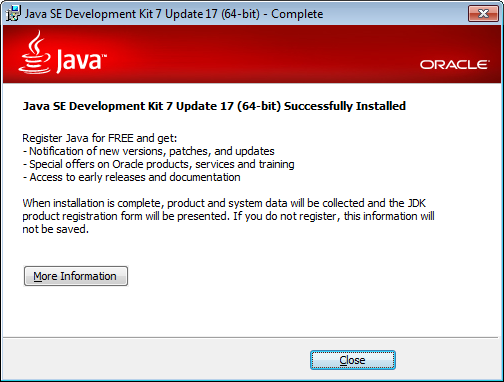 Java SE Development Kit 7 Update 17 (64-bit) - Complete
Java™
ORACLE®
Java SE Development Kit 7 Update 17 (64-bit) Successfully Installed
Register Java for FREE and get:
- Notification of new versions, patches, and updates
- Special offers on Oracle products, services and training
- Access to early releases and documentation
When installation is complete, product and system data will be collected and the JDK
product registration form will be presented. If you do not register, this information will
not be saved.
More Information
Close